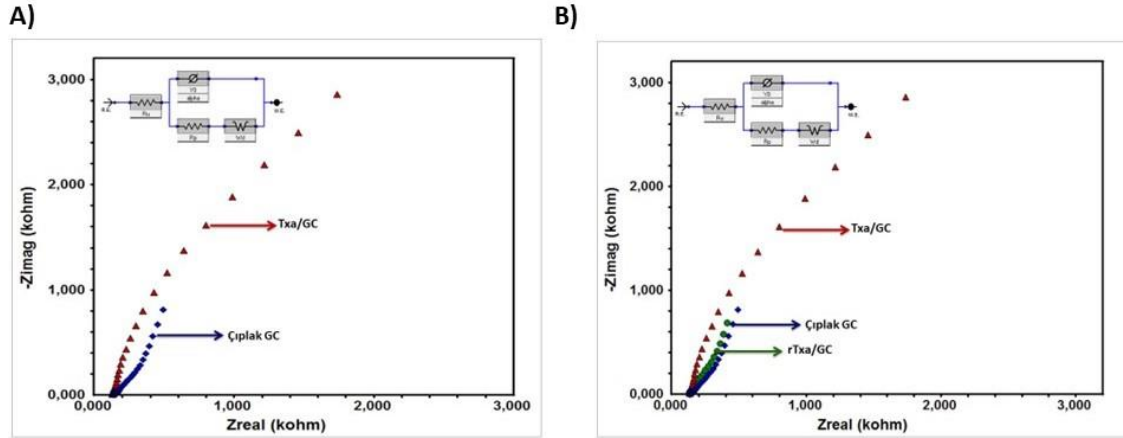 A)
3,000
2,000
1,000
0,000
0,000
1,000
2,000
3,000
-Zimag (kohm)
Zreal (kohm)
Txa/GC
Çıplak GC
alpha
B)
3,000
2,000
1,000
0,000
0,000
1,000
2,000
3,000
-Zimag (kohm)
Zreal (kohm)
Txa/GC
Çıplak GC
rTxa/GC
alpha